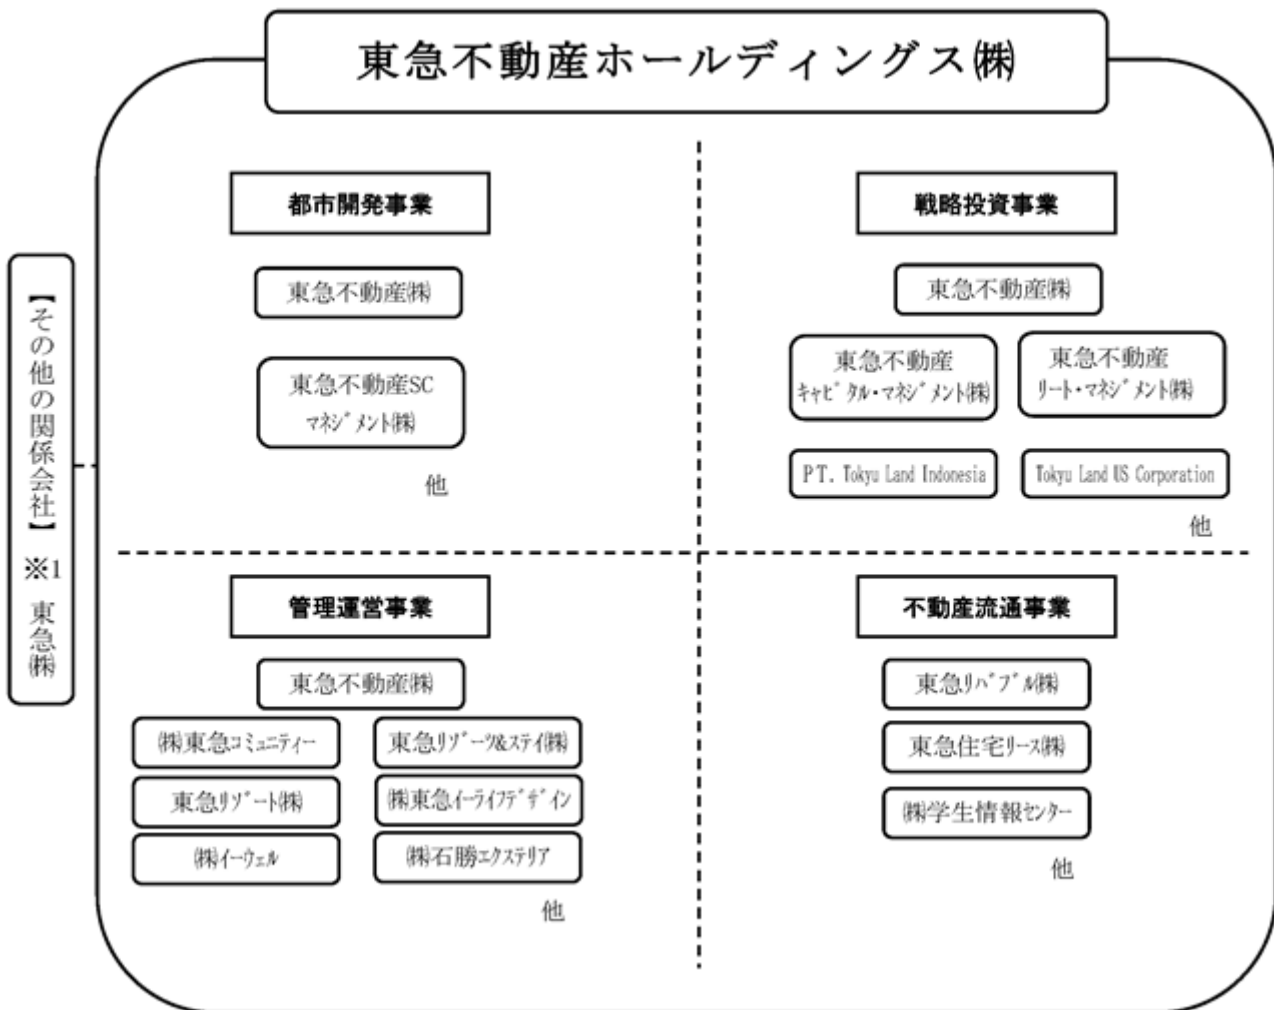 東急不動産ホールディングス㈱
【その他の関係会社】 ※1 東急㈱
都市開発事業
東急不動産㈱
東急不動産SC
マネジメント㈱
他
戦略投資事業
東急不動産㈱
東急不動産
キャピタル・マネジメント㈱
東急不動産
リート・マネジメント㈱
PT. Tokyu Land Indonesia
Tokyu Land US Corporation
他
管理運営事業
東急不動産㈱
㈱東急コミュニティー
東急リゾーツ&ステイ㈱
東急リゾート㈱
㈱東急イーライフデザイン
㈱イーウェル
㈱石勝エクステリア
他
不動産流通事業
東急リバブル㈱
東急住宅リース㈱
㈱学生情報センター
他